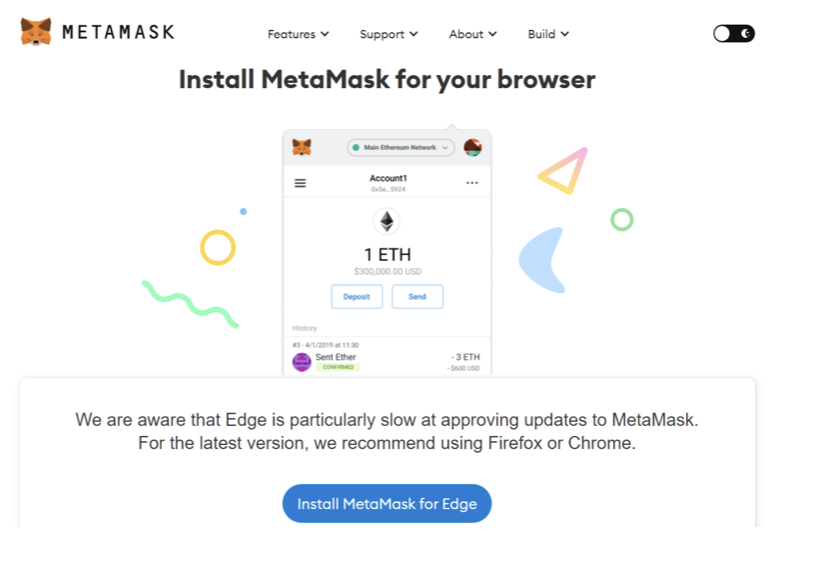 METAMASK
Features Support About Build
Install MetaMask for your browser
Main Ethereum Network
Account1
0x5e...5924
1 ETH
$300,000.00 USD
Deposit Send
History
#3 - 4/1/2019 at 11:30
Sent Ether - 3 ETH
CONFIRMED - $600 USD
We are aware that Edge is particularly slow at approving updates to MetaMask.
For the latest version, we recommend using Firefox or Chrome.
Install MetaMask for Edge